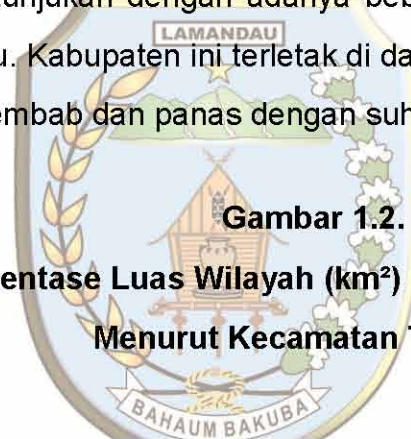 unjukan dengan adanya beb
LAMANDAU
u. Kabupaten ini terletak di da
embab dan panas dengan suh
Gambar 1.2.
entase Luas Wilayah (km²)
Menurut Kecamatan T
BAHAUM BAKUBA